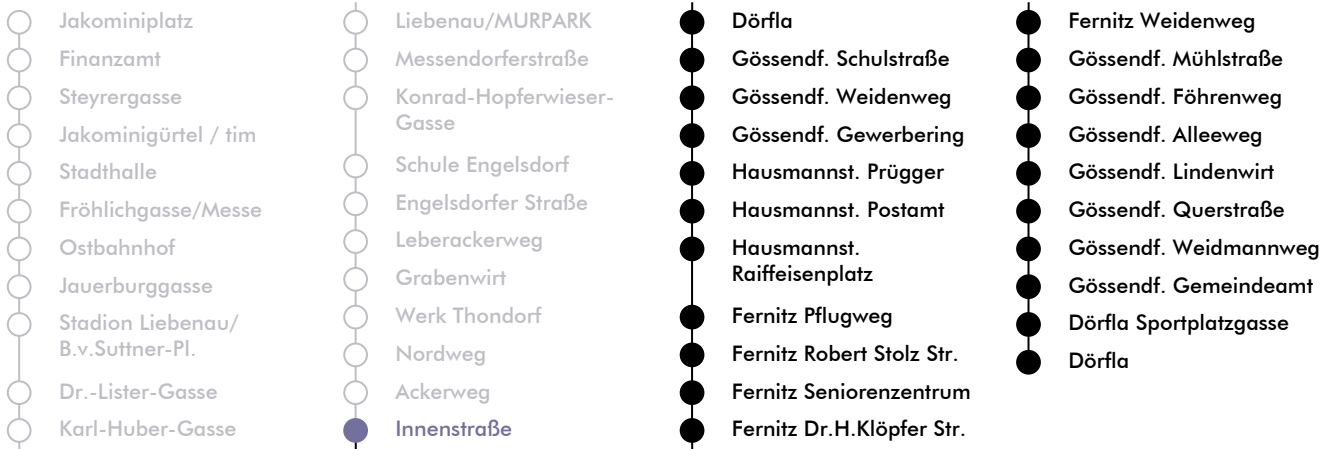 Jakominiplatz
Finanzamt
Steyrergasse
Jakominigürtel / tim
Stadthalle
Fröhlichgasse/Messe
Ostbahnhof
Jauerburggasse
Stadion Liebenau/
B.v.Suttner-Pl.
Dr.-Lister-Gasse
Karl-Huber-Gasse
Liebenau/MURPARK
Messendorferstraße
Konrad-Hopferwieser-
Gasse
Schule Engelsdorf
Engelsdorfer Straße
Leberackerweg
Grabenwirt
Werk Thondorf
Nordweg
Ackerweg
Innenstraße
Dörfla
Gössendf. Schulstraße
Gössendf. Weidenweg
Gössendf. Gewerbering
Hausmannst. Prügger
Hausmannst. Postamt
Hausmannst.
Raiffeisenplatz
Fernitz Pflugweg
Fernitz Robert Stolz Str.
Fernitz Seniorenzentrum
Fernitz Dr.H.Klöpfer Str.
Fernitz Weidenweg
Gössendf. Mühlstraße
Gössendf. Föhrenweg
Gössendf. Alleeweg
Gössendf. Lindenwirt
Gössendf. Querstraße
Gössendf. Weidmannweg
Gössendf. Gemeindeamt
Dörfla Sportplatzgasse
Dörfla